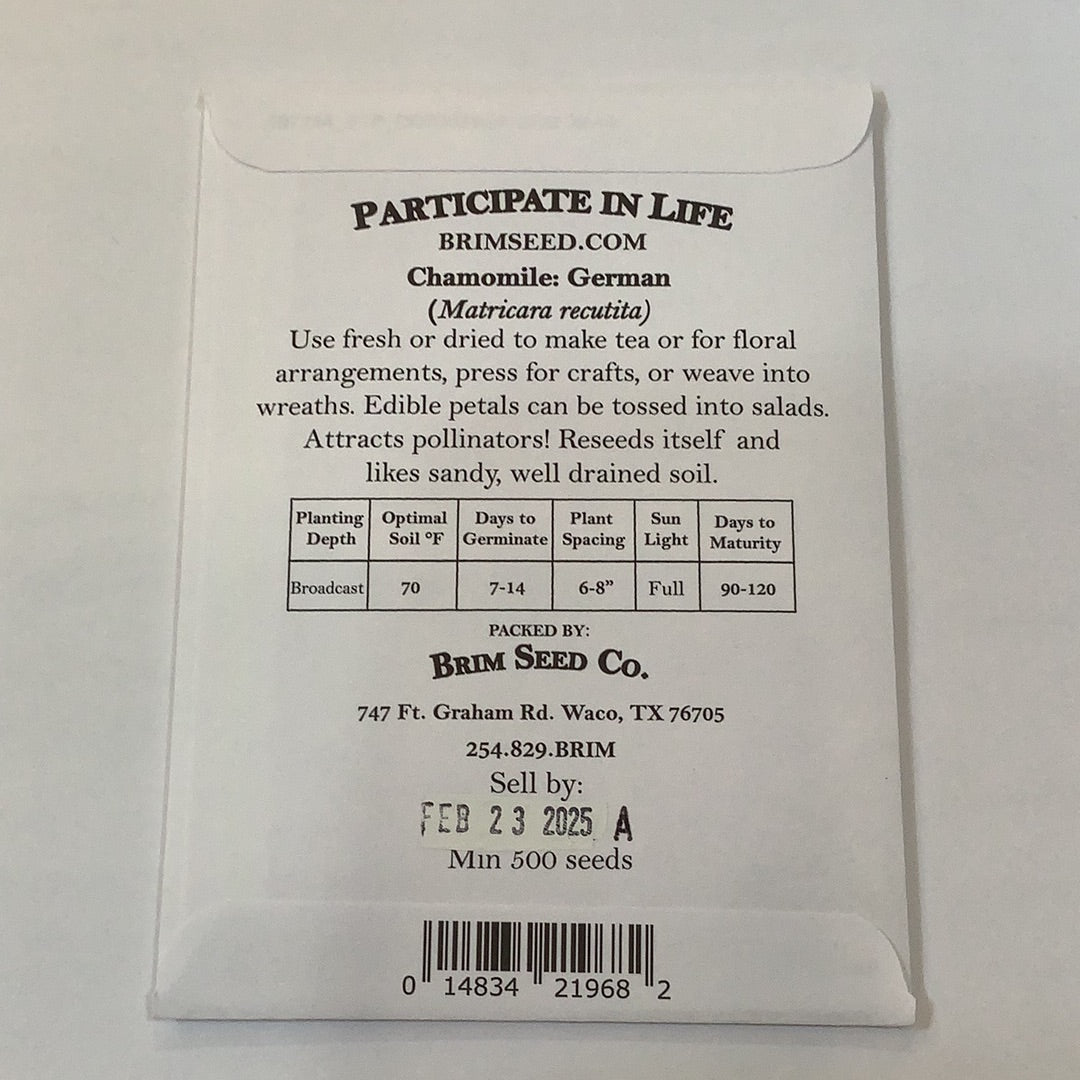 PARTICIPATE IN LIFE
BRIMSEED.COM
Chamomile: German
(Matricara recutita)
Use fresh or dried to make tea or for floral
arrangements, press for crafts, or weave into
wreaths. Edible petals can be tossed into salads.
Attracts pollinators! Reseeds itself and
likes sandy, well drained soil.
Planting Depth Optimal Soil °F Days to Germinate Plant Spacing Sun Light Days to Maturity
Broadcast 70 7-14 6-8” Full 90-120
PACKED BY:
BRIM SEED CO.
747 Ft. Graham Rd. Waco, TX 76705
254.829.BRIM
Sell by:
FEB 23 2025 A
Min 500 seeds
0 14834 21968 2